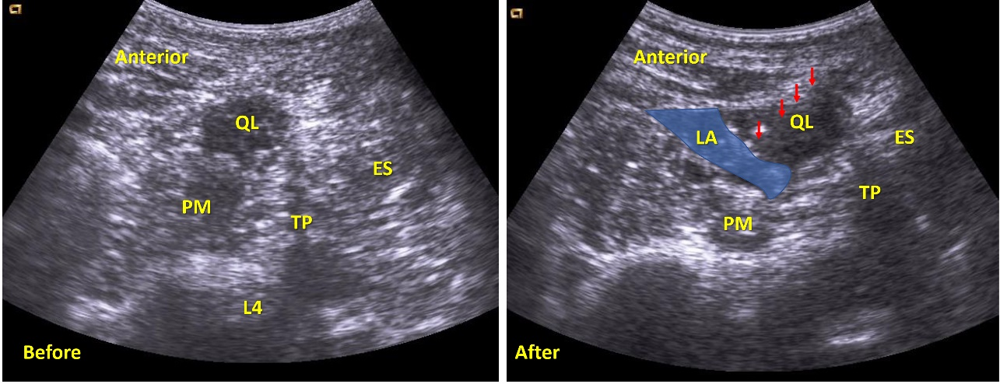 Anterior
QL
ES
PM
TP
L4
Before
Anterior
QL
LA
ES
TP
PM
After